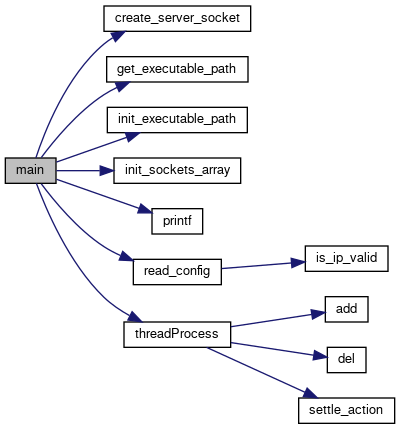 create_server_socket
get_executable_path
init_executable_path
main
init_sockets_array
printf
read_config
is_ip_valid
threadProcess
add
del
settle_action